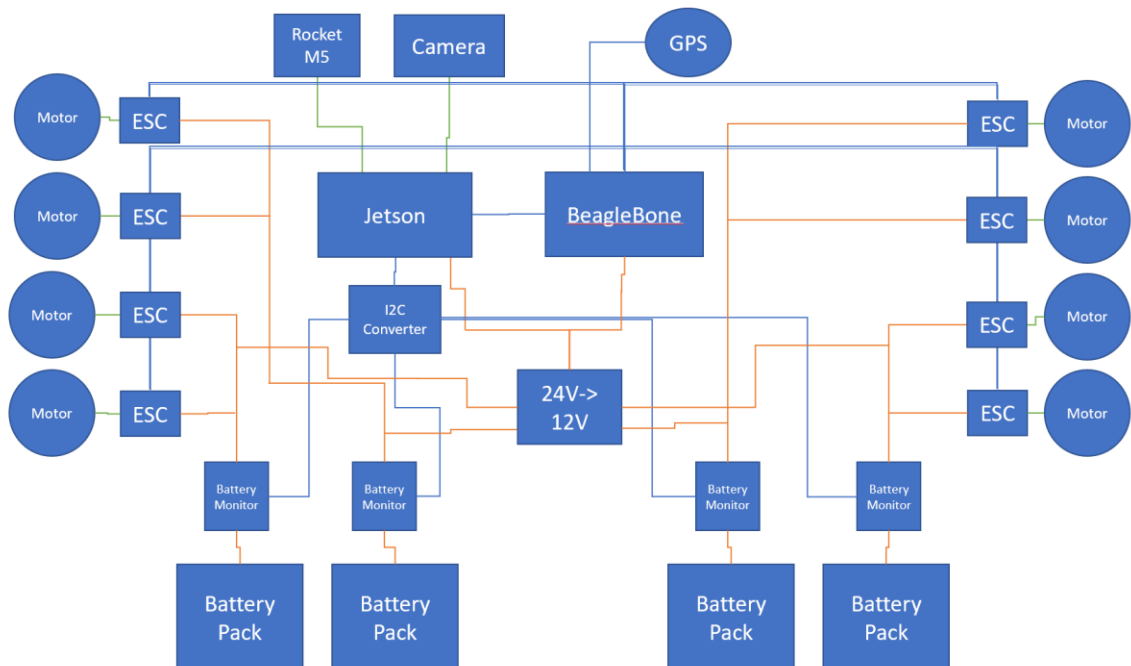 Rocket
M5
Camera
GPS
Motor
ESC
ESC
Motor
Jetson
BeagleBone
Motor
ESC
ESC
Motor
I2C
Converter
Motor
ESC
ESC
Motor
24V->
12V
Motor
ESC
ESC
Motor
Battery
Monitor
Battery
Monitor
Battery
Monitor
Battery
Monitor
Battery
Pack
Battery
Pack
Battery
Pack
Battery
Pack